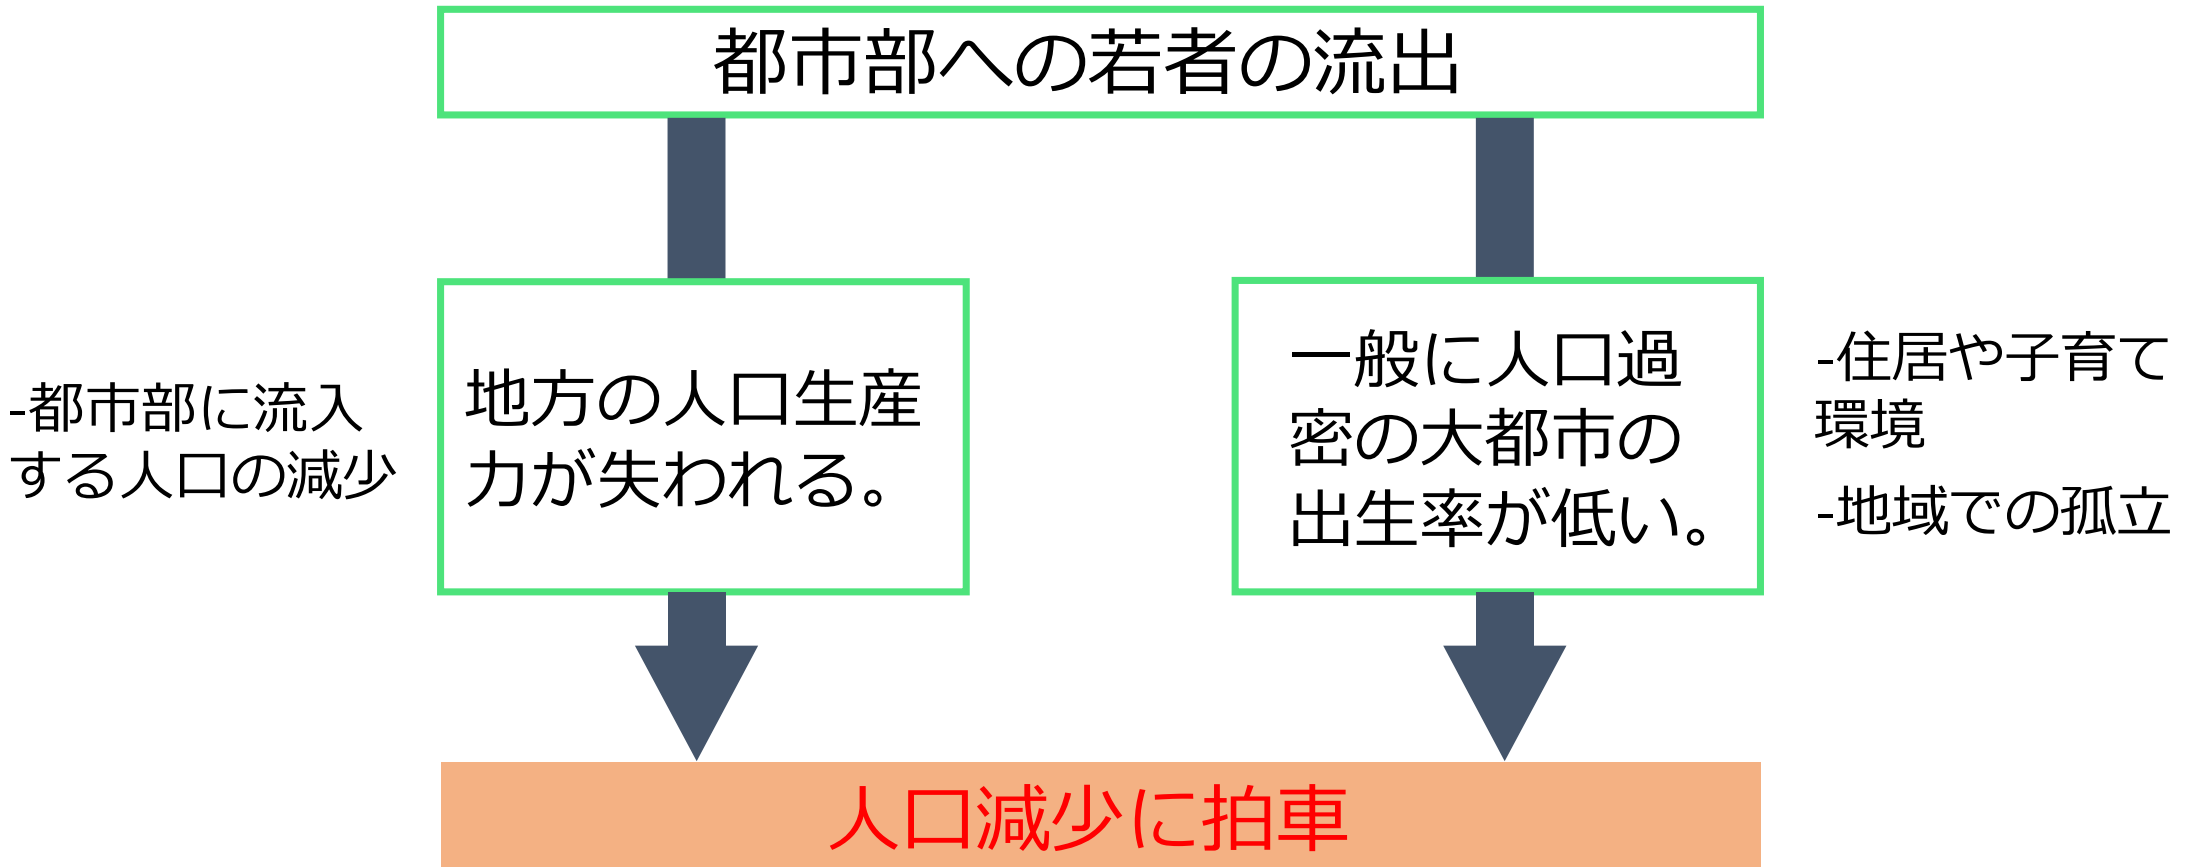 都市部への若者の流出
-都市部に流入
する人口の減少
地方の人口生産
力が失われる。
一般に人口過
密の大都市の
出生率が低い。
-住居や子育て
環境
-地域での孤立
人口減少に拍車